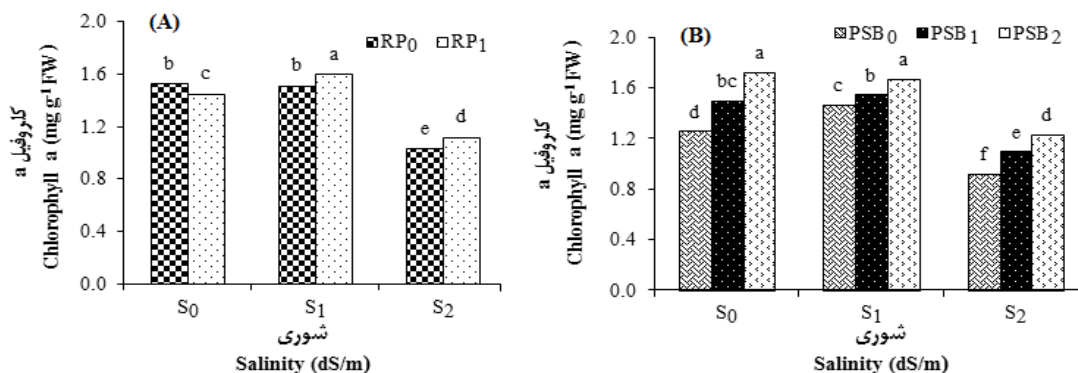 (A)
RP0 RP1
2.0
1.6
1.2
0.8
0.4
0.0
کلروفیل a
Chlorophyll a (mg g-1 FW)
b c b a e d
S0 S1 S2
شوری
Salinity (dS/m)
(B)
PSB0 PSB1 PSB2
2.0
1.6
1.2
0.8
0.4
0.0
کلروفیل a
Chlorophyll a (mg g-1 FW)
d bc a c b a f e d
S0 S1 S2
شوری
Salinity (dS/m)